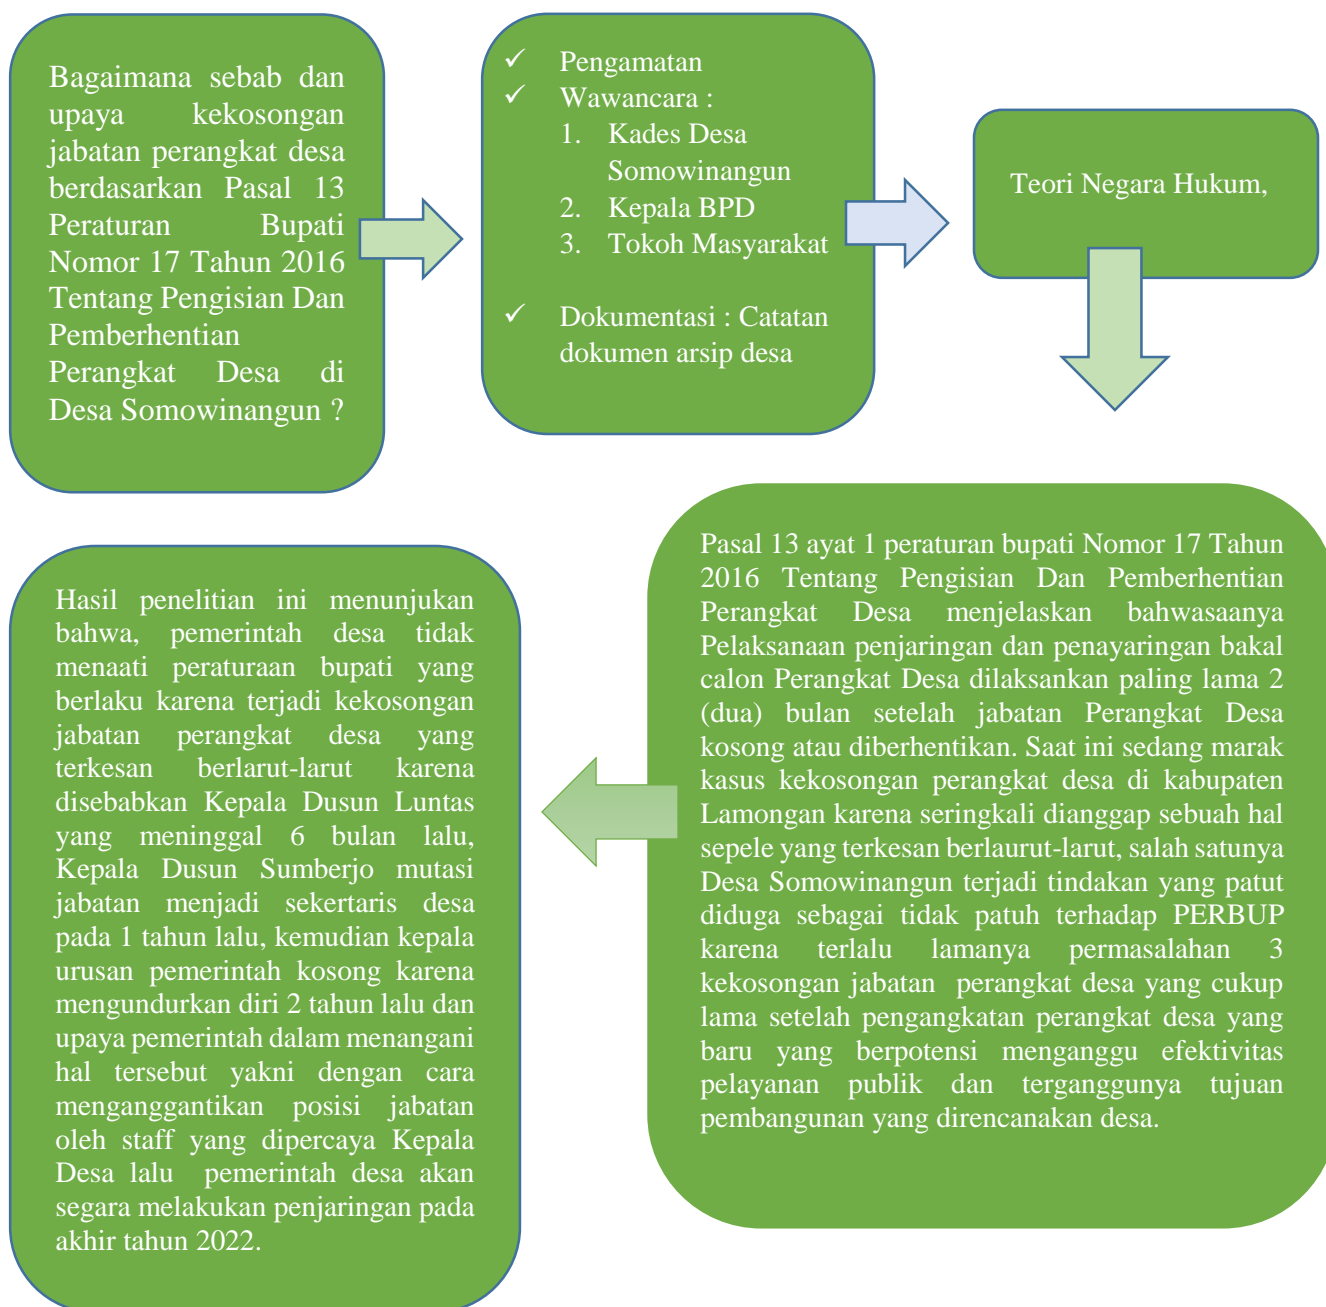 Bagaimana sebab dan
upaya kekosongan
jabatan perangkat desa
berdasarkan Pasal 13
Peraturan Bupati
Nomor 17 Tahun 2016
Tentang Pengisian Dan
Pemberhentian
Perangkat Desa di
Desa Somowinangun ?
✓ Pengamatan
✓ Wawancara :
1. Kades Desa
Somowinangun
2. Kepala BPD
3. Tokoh Masyarakat
✓ Dokumentasi : Catatan
dokumen arsip desa
Teori Negara Hukum,
Pasal 13 ayat 1 peraturan bupati Nomor 17 Tahun
2016 Tentang Pengisian Dan Pemberhentian
Perangkat Desa menjelaskan bahwasaanya
Pelaksanaan penjaringan dan penayaringan bakal
calon Perangkat Desa dilaksankan paling lama 2
(dua) bulan setelah jabatan Perangkat Desa
kosong atau diberhentikan. Saat ini sedang marak
kasus kekosongan perangkat desa di kabupaten
Lamongan karena seringkali dianggap sebuah hal
sepele yang terkesan berlaurut-larut, salah satunya
Desa Somowinangun terjadi tindakan yang patut
diduga sebagai tidak patuh terhadap PERBUP
karena terlalu lamanya permasalahan 3
kekosongan jabatan perangkat desa yang cukup
lama setelah pengangkatan perangkat desa yang
baru yang berpotensi menganggu efektivitas
pelayanan publik dan terganggunya tujuan
pembangunan yang direncanakan desa.
Hasil penelitian ini menunjukan
bahwa, pemerintah desa tidak
menaati peraturaan bupati yang
berlaku karena terjadi kekosongan
jabatan perangkat desa yang
terkesan berlarut-larut karena
disebabkan Kepala Dusun Luntas
yang meninggal 6 bulan lalu,
Kepala Dusun Sumberjo mutasi
jabatan menjadi sekertaris desa
pada 1 tahun lalu, kemudian kepala
urusan pemerintah kosong karena
mengundurkan diri 2 tahun lalu dan
upaya pemerintah dalam menangani
hal tersebut yakni dengan cara
mengganggantikan posisi jabatan
oleh staff yang dipercaya Kepala
Desa lalu pemerintah desa akan
segara melakukan penjaringan pada
akhir tahun 2022.